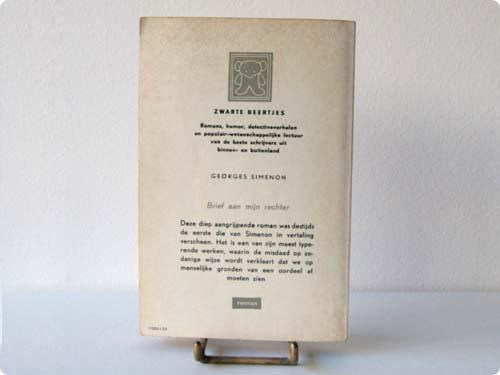 ZWARTE BEERTJES
Romans, humor, detectiveverhalen
en populair-wetenschappelijke lectuur
van de beste schrijvers uit
binnen- en buitenland
GEORGES SIMENON
Brief aan mijn rechter
Deze diep aangrijpende roman was destijds
de eerste die van Simenon in vertaling
verscheen. Het is een van zijn meest type-
rende werken, waarin de misdaad op zo-
danige wijze wordt verklaart dat we op
menselijke gronden van een oordeel af
moeten zien
roman